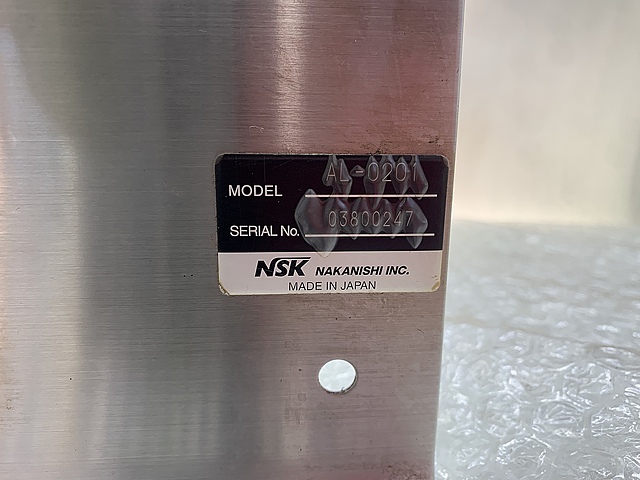 MODEL AL-0201
SERIAL No. 03800247
NSK NAKANISHI INC.
MADE IN JAPAN